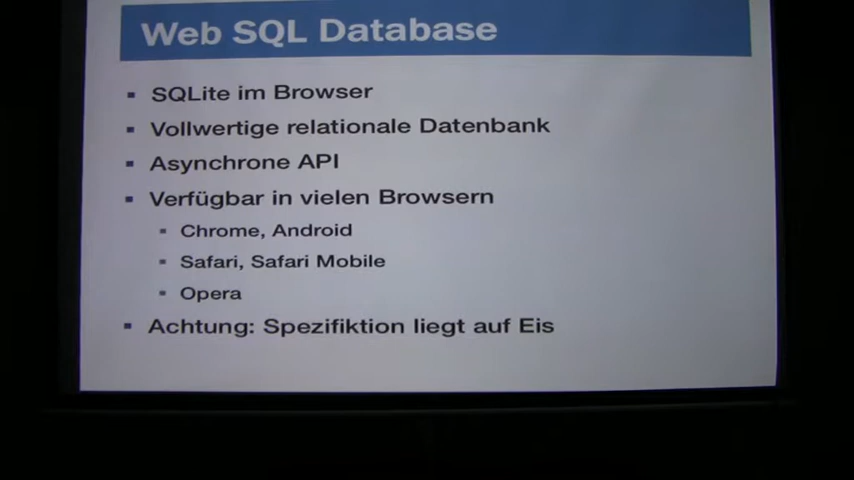 Web SQL Database
SQLite im Browser
Vollwertige relationale Datenbank
Asynchrone API
Verfügbar in vielen Browsern
Chrome, Android
Safari, Safari Mobile
Opera
Achtung: Spezifiktion liegt auf Eis